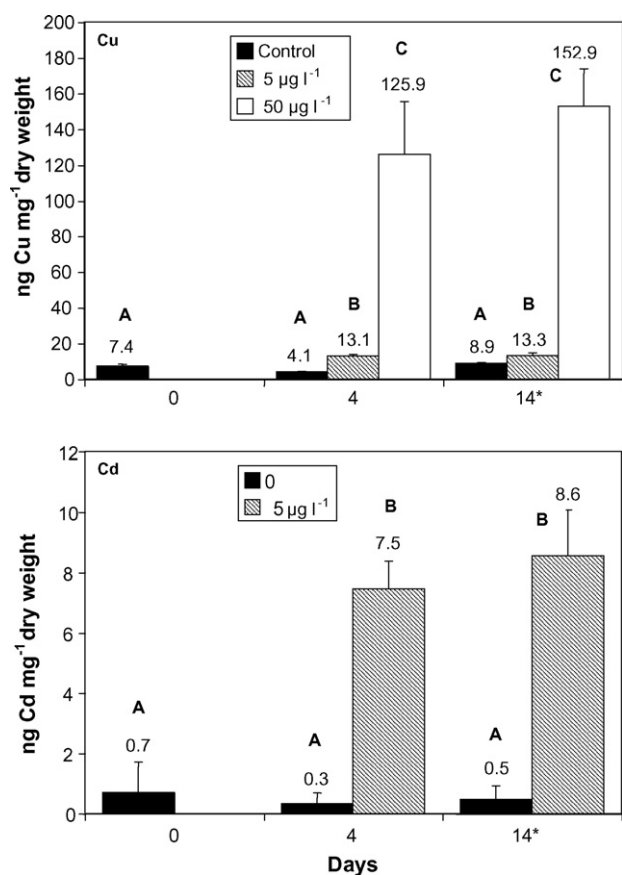 200
180
160
140
120
100
80
60
40
20
0
ng Cu mg⁻¹ dry weight
Cu
Control
5 µg l⁻¹
50 µg l⁻¹
C
125.9
152.9
C
A
7.4
A
4.1
B
13.1
A
8.9
B
13.3
0 4 14*
12
10
8
6
4
2
0
ng Cd mg⁻¹ dry weight
Cd
0
5 µg l⁻¹
B
7.5
8.6
B
A
0.7
A
0.3
A
0.5
0 4 14*
Days